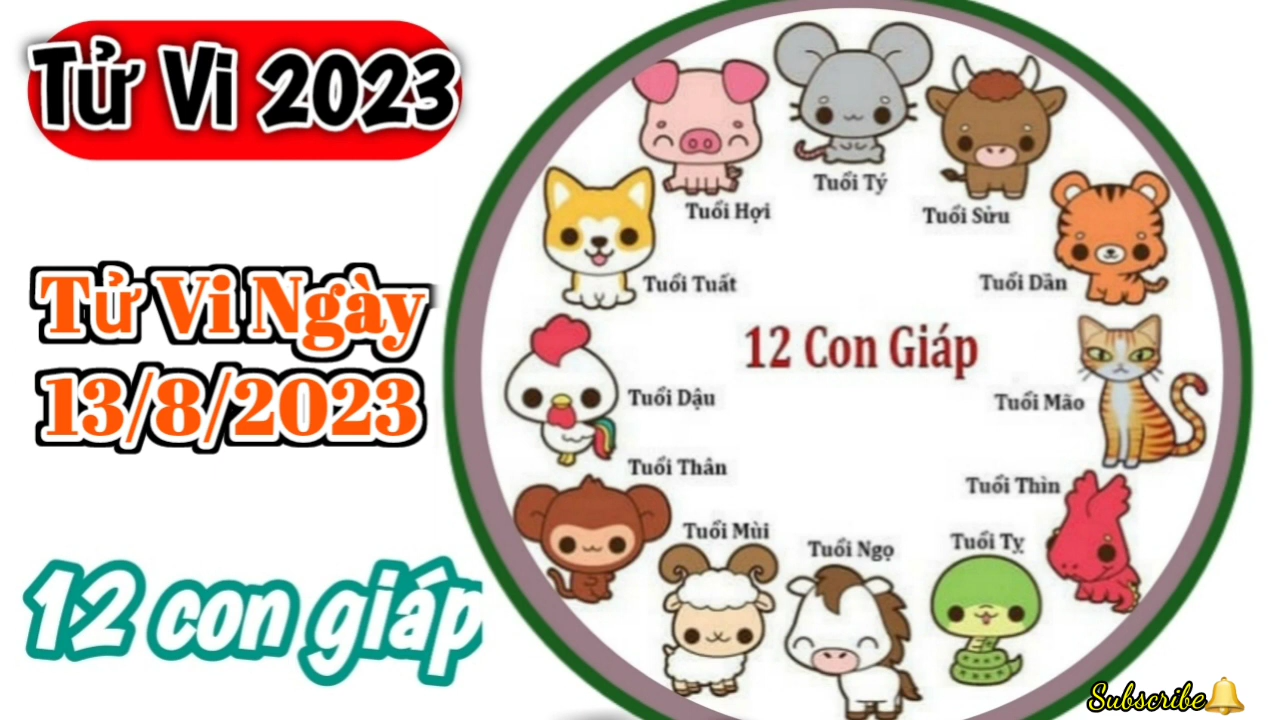 Tử Vi 2023
Tử Vi Ngày
13/8/2023
12 con giáp
Tuổi Tý
Tuổi Hợi
Tuổi Sửu
Tuổi Tuất
Tuổi Dần
12 Con Giáp
Tuổi Dậu
Tuổi Mão
Tuổi Thân
Tuổi Thìn
Tuổi Mùi
Tuổi Ngọ
Tuổi Tỵ
Subscribe